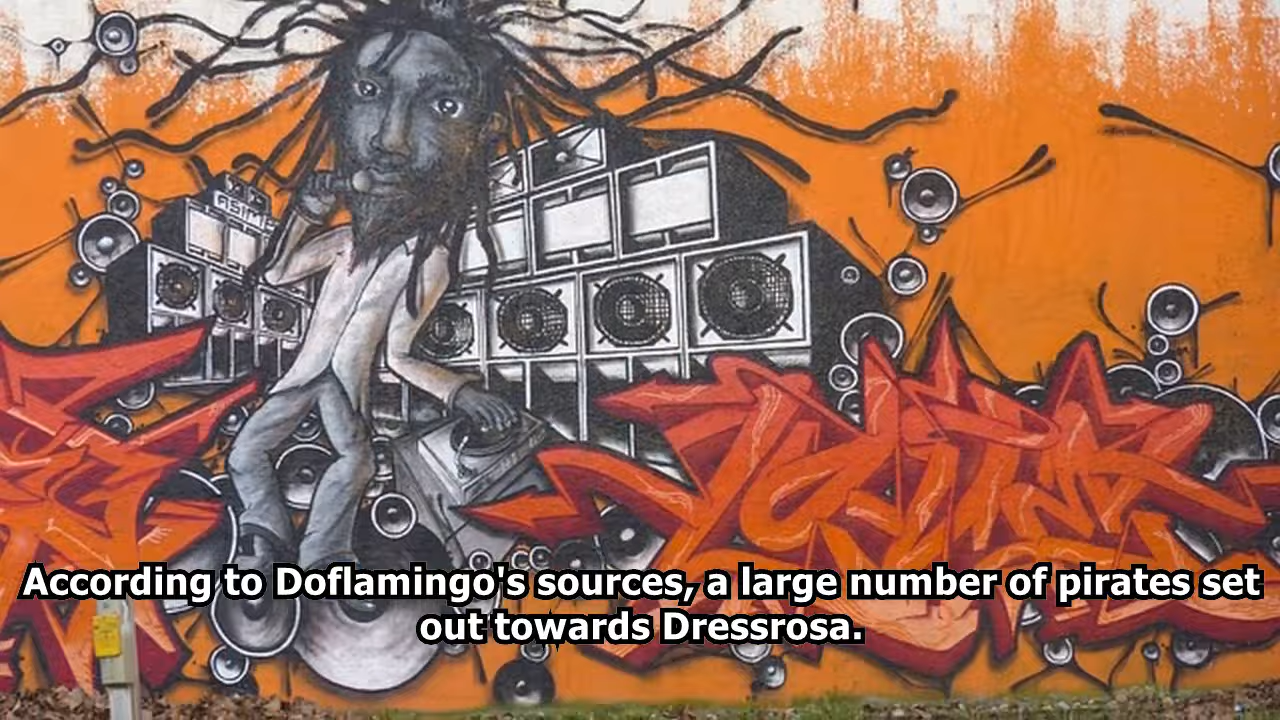 According to Doflamingo's sources, a large number of pirates set
out towards Dressrosa.